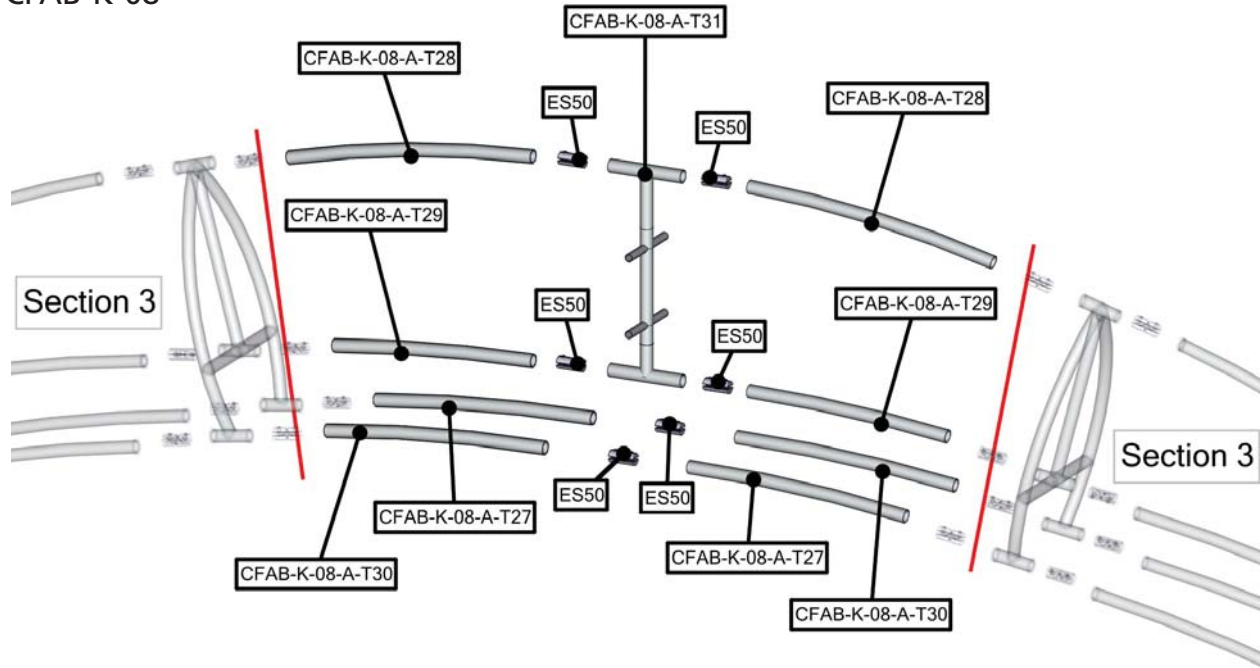 CFAB-K-08
CFAB-K-08-A-T31
CFAB-K-08-A-T28
ES50
CFAB-K-08-A-T28
ES50
CFAB-K-08-A-T29
Section 3
ES50
CFAB-K-08-A-T29
ES50
Section 3
ES50
ES50
CFAB-K-08-A-T27
CFAB-K-08-A-T27
CFAB-K-08-A-T30
CFAB-K-08-A-T30